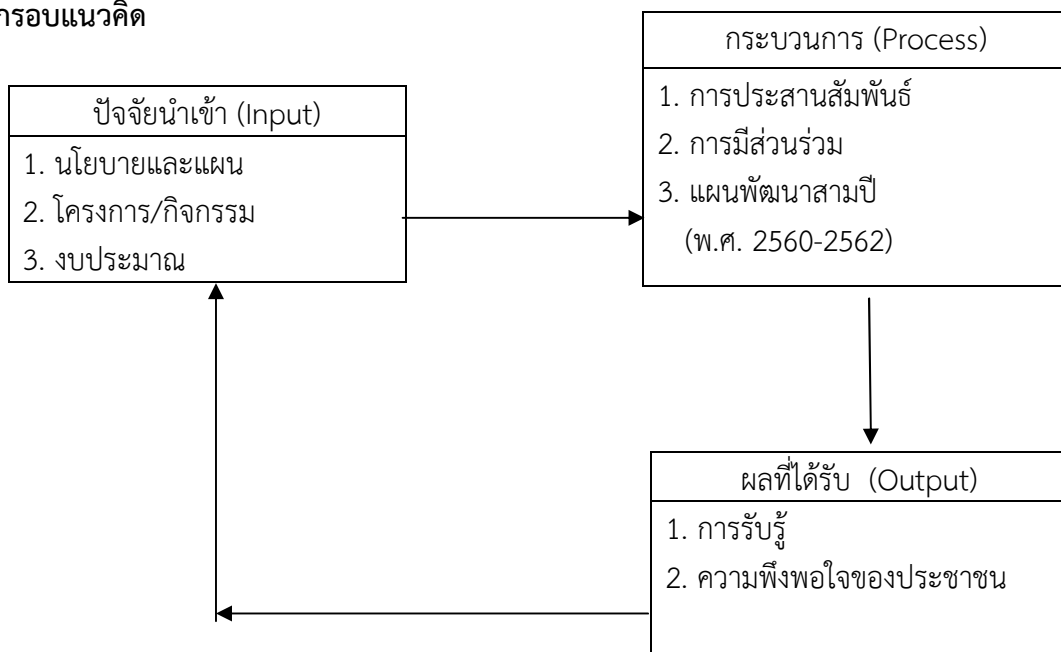 กรอบแนวคิด
ปัจจัยนำเข้า (Input)
1. นโยบายและแผน
2. โครงการ/กิจกรรม
3. งบประมาณ
กระบวนการ (Process)
1. การประสานสัมพันธ์
2. การมีส่วนร่วม
3. แผนพัฒนาสามปี
(พ.ศ. 2560-2562)
ผลที่ได้รับ (Output)
1. การรับรู้
2. ความพึงพอใจของประชาชน